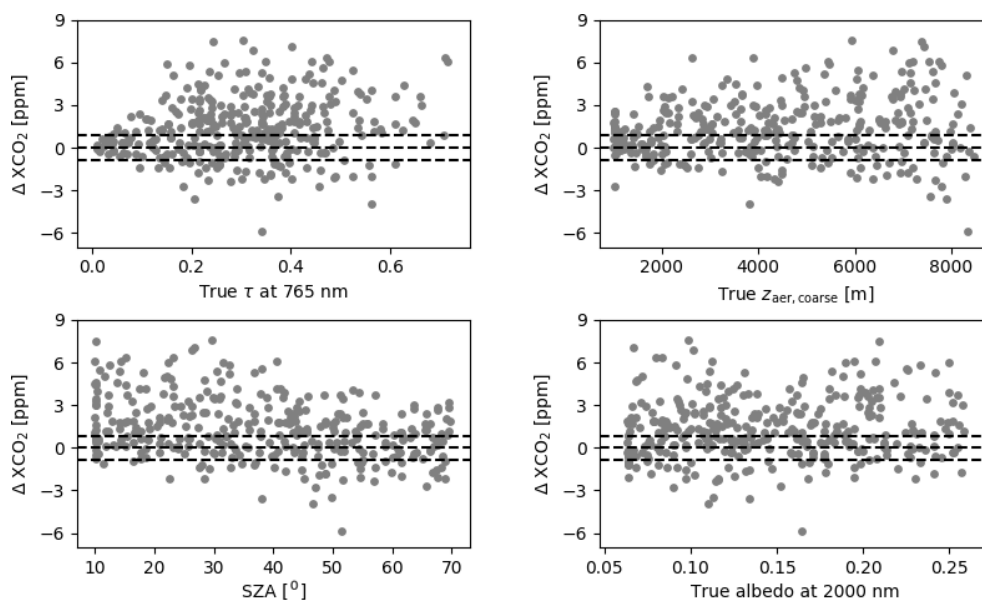 9
6
3
0
−3
−6
Δ XCO₂ [ppm]
0.0 0.2 0.4 0.6
True τ at 765 nm
9
6
3
0
−3
−6
Δ XCO₂ [ppm]
2000 4000 6000 8000
True z_aer, coarse [m]
9
6
3
0
−3
−6
Δ XCO₂ [ppm]
10 20 30 40 50 60 70
SZA [⁰]
9
6
3
0
−3
−6
Δ XCO₂ [ppm]
0.05 0.10 0.15 0.20 0.25
True albedo at 2000 nm